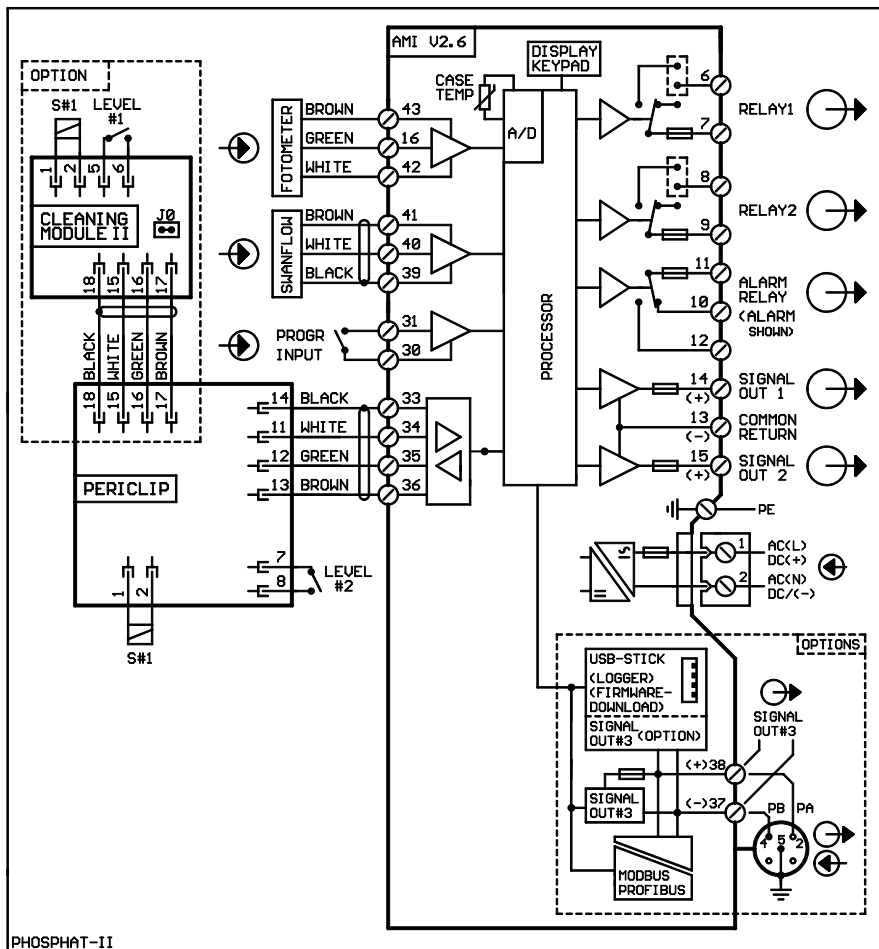 AMI V2.6
OPTION
S#1
LEVEL
#1
1
2
5
6
CLEANING
MODULE II
J0
18
15
16
17
BLACK
WHITE
GREEN
BROWN
18
15
16
17
PERICLIP
14
11
12
13
7
8
LEVEL
#2
1
2
S#1
FOTOMETER
BROWN
GREEN
WHITE
43
16
42
SWANFLOW
BROWN
WHITE
BLACK
41
40
39
PROGR
INPUT
31
30
BLACK
WHITE
GREEN
BROWN
33
34
35
36
CASE
TEMP
DISPLAY
KEYPAD
A/D
PROCESSOR
6
7
RELAY1
8
9
RELAY2
11
10
12
ALARM
RELAY
(ALARM
SHOWN)
14
(+)
SIGNAL
OUT 1
13
(-)
COMMON
RETURN
15
(+)
SIGNAL
OUT 2
PE
1
AC(L)
DC(+)
2
AC(N)
DC/(-)
OPTIONS
USB-STICK
(LOGGER)
(FIRMWARE-
DOWNLOAD)
SIGNAL
OUT#3 (OPTION)
SIGNAL
OUT#3
(+)38
SIGNAL
OUT#3
(-)37
PB
PA
4
5
2
MODBUS
PROFIBUS
PHOSPHAT-II